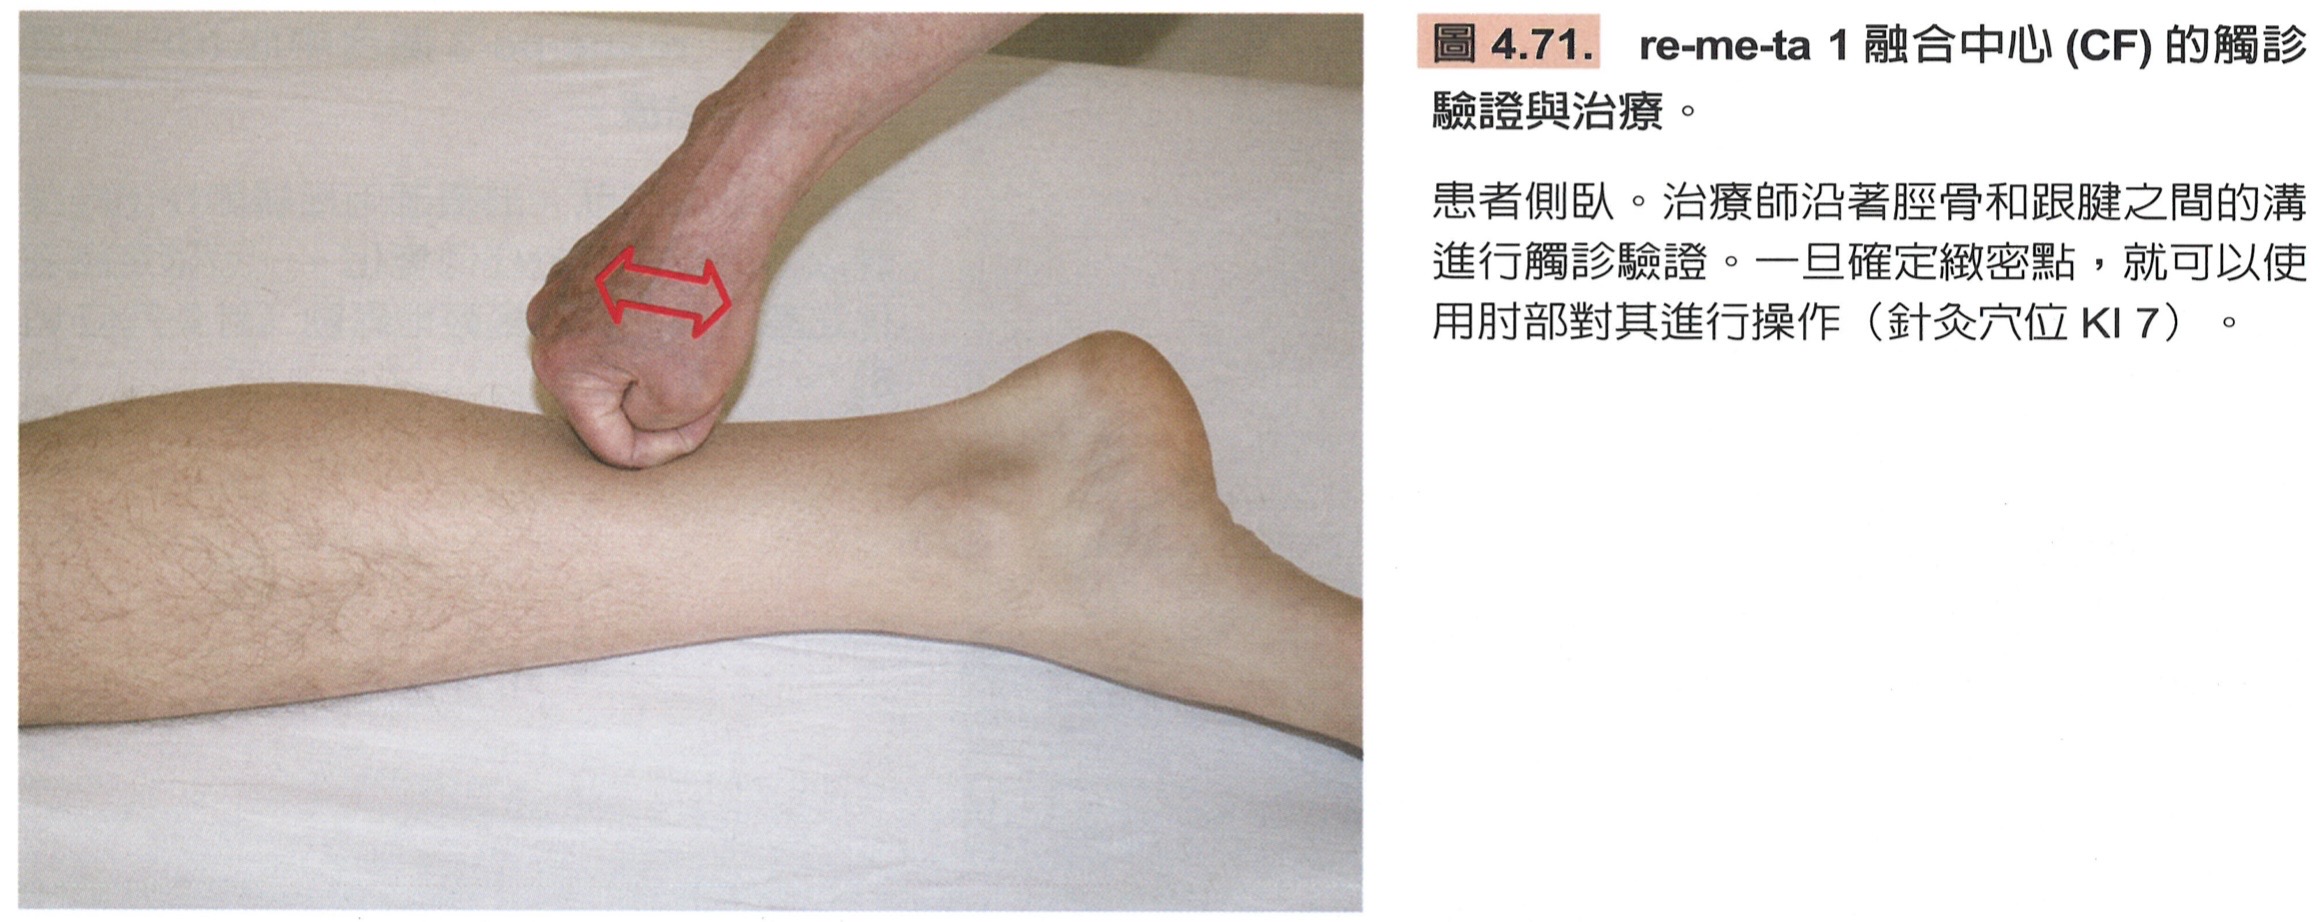 圖 4.71. re-me-ta 1 融合中心 (CF) 的觸診
驗證與治療。
患者側臥。治療師沿著脛骨和跟腱之間的溝
進行觸診驗證。一旦確定緻密點，就可以使
用肘部對其進行操作（針灸穴位 KI 7）。